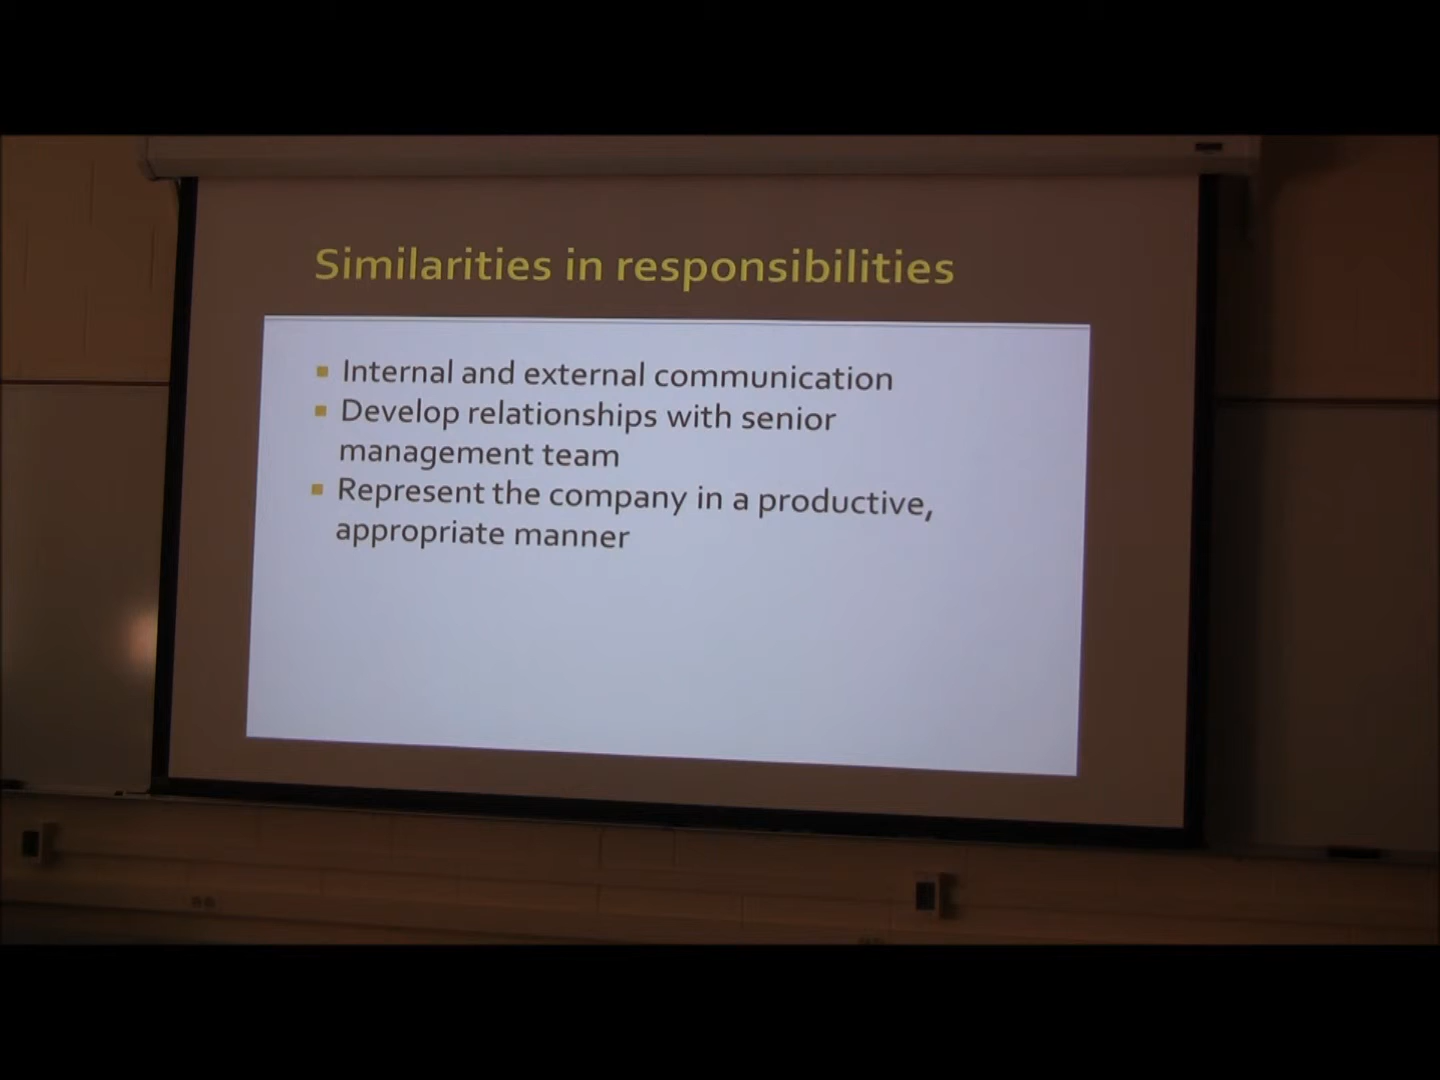 Similarities in responsibilities
Internal and external communication
Develop relationships with senior
management team
Represent the company in a productive,
appropriate manner